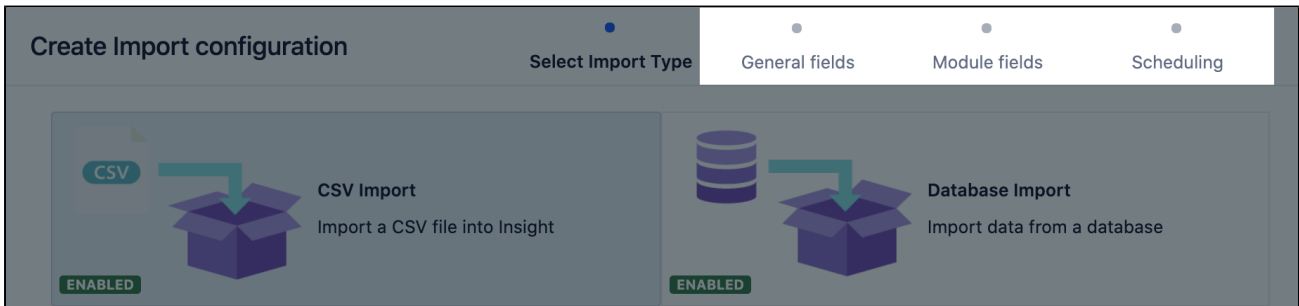 Create Import configuration
Select Import Type
General fields
Module fields
Scheduling
CSV
CSV Import
Import a CSV file into Insight
ENABLED
Database Import
Import data from a database
ENABLED